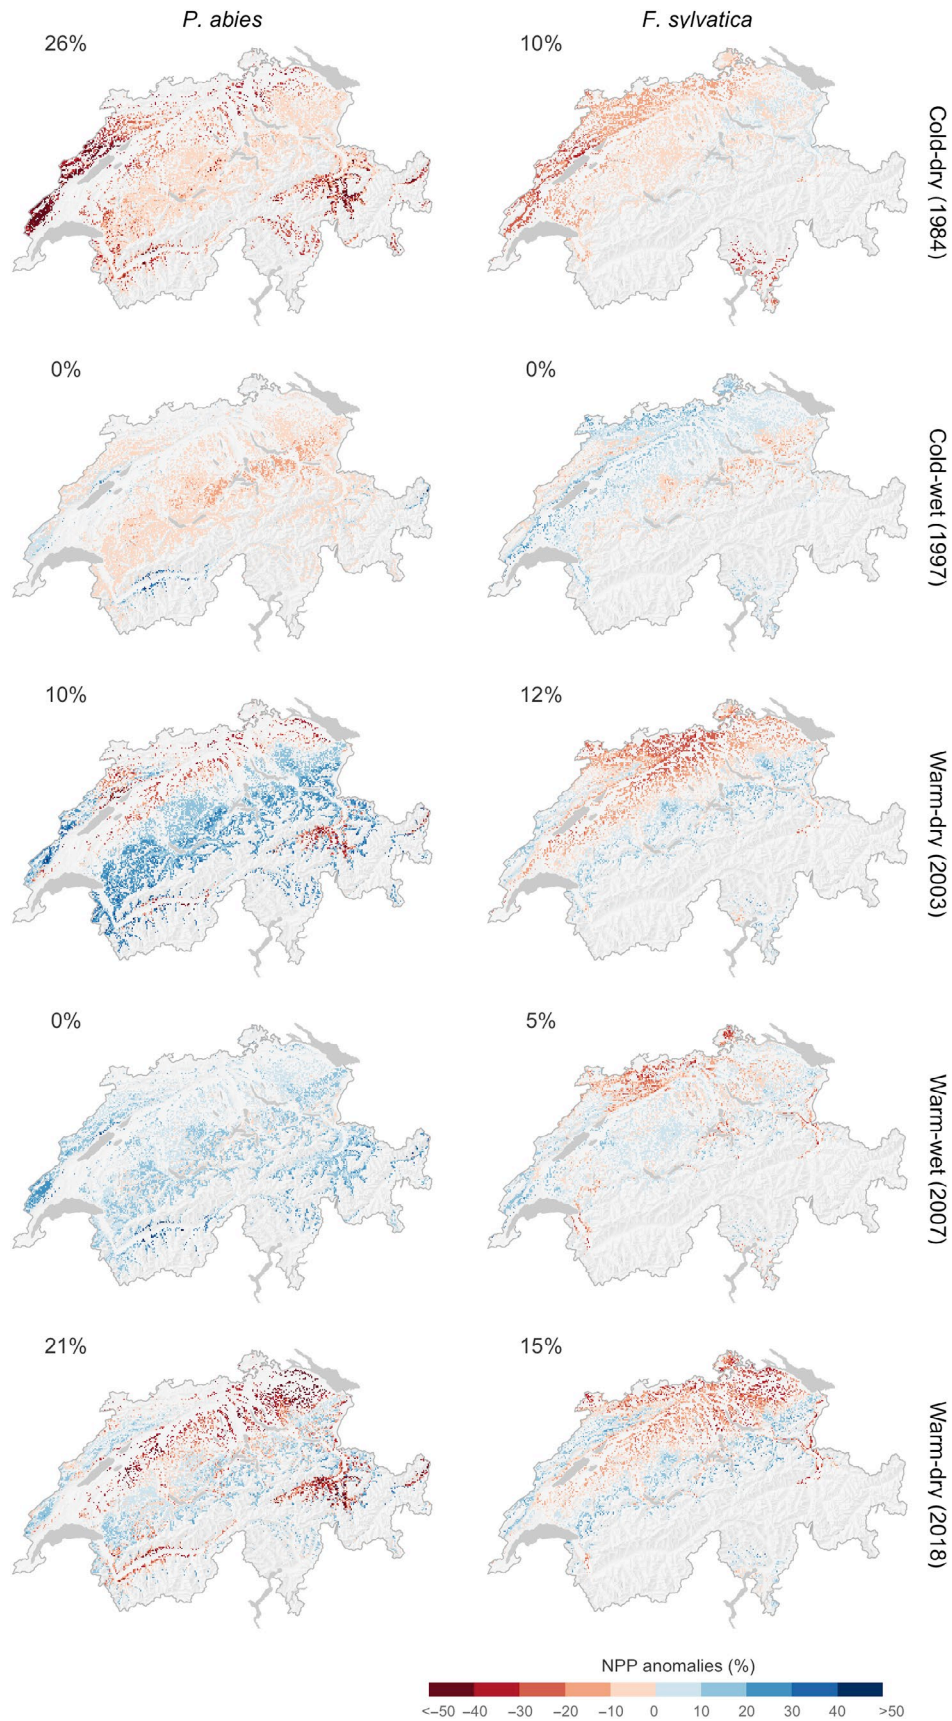 P. abies
F. sylvatica
26%
10%
Cold-dry (1984)
0%
0%
Cold-wet (1997)
10%
12%
Warm-dry (2003)
0%
5%
Warm-wet (2007)
21%
15%
Warm-dry (2018)
NPP anomalies (%)
<−50 −40 −30 −20 −10 0 10 20 30 40 >50